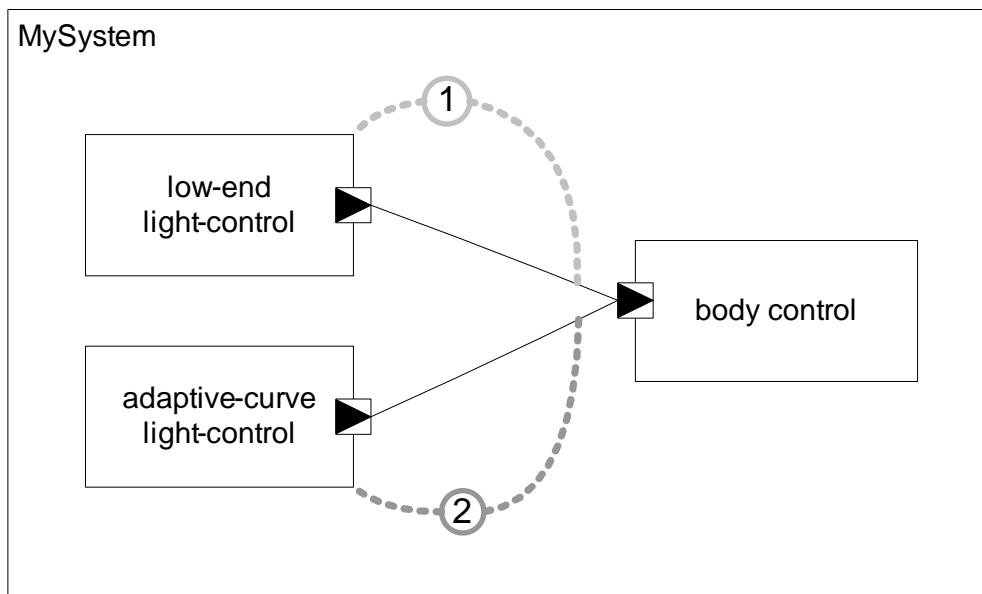 MySystem
1
low-end
light-control
body control
adaptive-curve
light-control
2